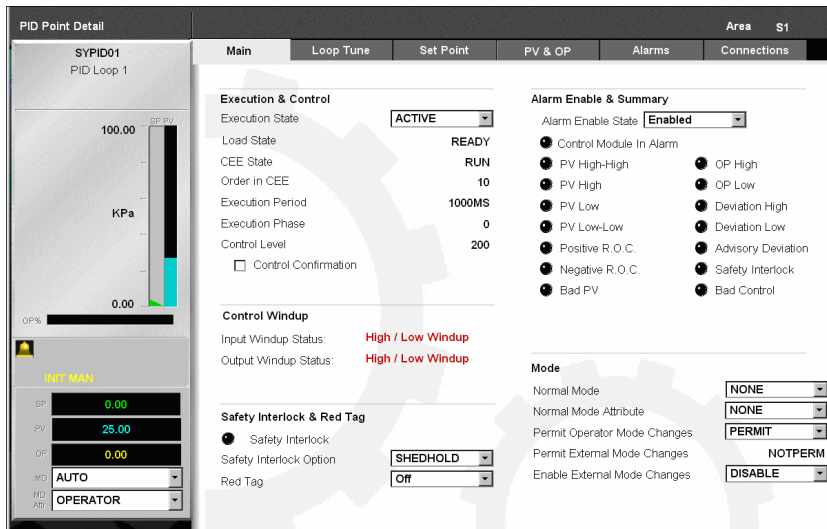 PID Point Detail
Area S1
SYPID01
PID Loop 1
Main Loop Tune Set Point PV & OP Alarms Connections
SP PV
100.00
KPa
0.00
OP%
INIT MAN
SP 0.00
PV 25.00
OP 0.00
MD AUTO
MD Attr OPERATOR
Execution & Control
Execution State ACTIVE
Load State READY
CEE State RUN
Order in CEE 10
Execution Period 1000MS
Execution Phase 0
Control Level 200
Control Confirmation
Control Windup
Input Windup Status: High / Low Windup
Output Windup Status: High / Low Windup
Safety Interlock & Red Tag
Safety Interlock
Safety Interlock Option SHEDHOLD
Red Tag Off
Alarm Enable & Summary
Alarm Enable State Enabled
Control Module In Alarm
PV High-High OP High
PV High OP Low
PV Low Deviation High
PV Low-Low Deviation Low
Positive R.O.C. Advisory Deviation
Negative R.O.C. Safety Interlock
Bad PV Bad Control
Mode
Normal Mode NONE
Normal Mode Attribute NONE
Permit Operator Mode Changes PERMIT
Permit External Mode Changes NOTPERM
Enable External Mode Changes DISABLE